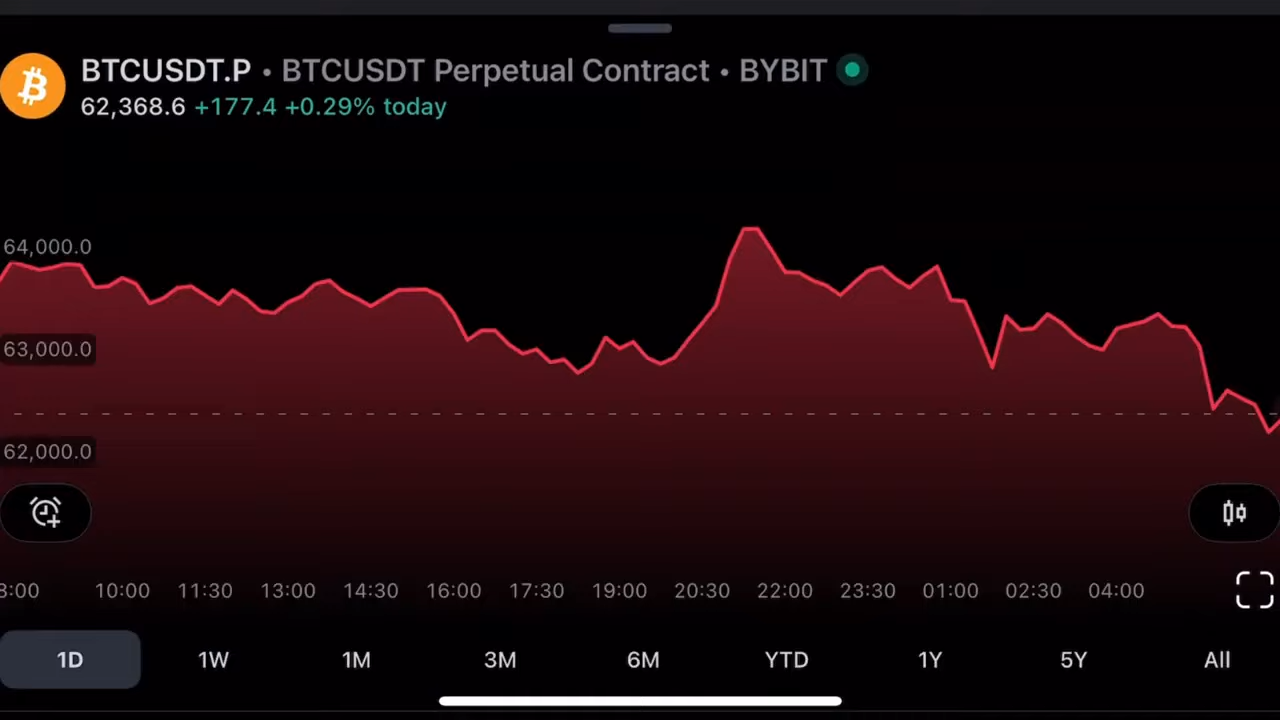 BTCUSDT.P • BTCUSDT Perpetual Contract • BYBIT
62,368.6 +177.4 +0.29% today
64,000.0
63,000.0
62,000.0
8:00 10:00 11:30 13:00 14:30 16:00 17:30 19:00 20:30 22:00 23:30 01:00 02:30 04:00
1D 1W 1M 3M 6M YTD 1Y 5Y All